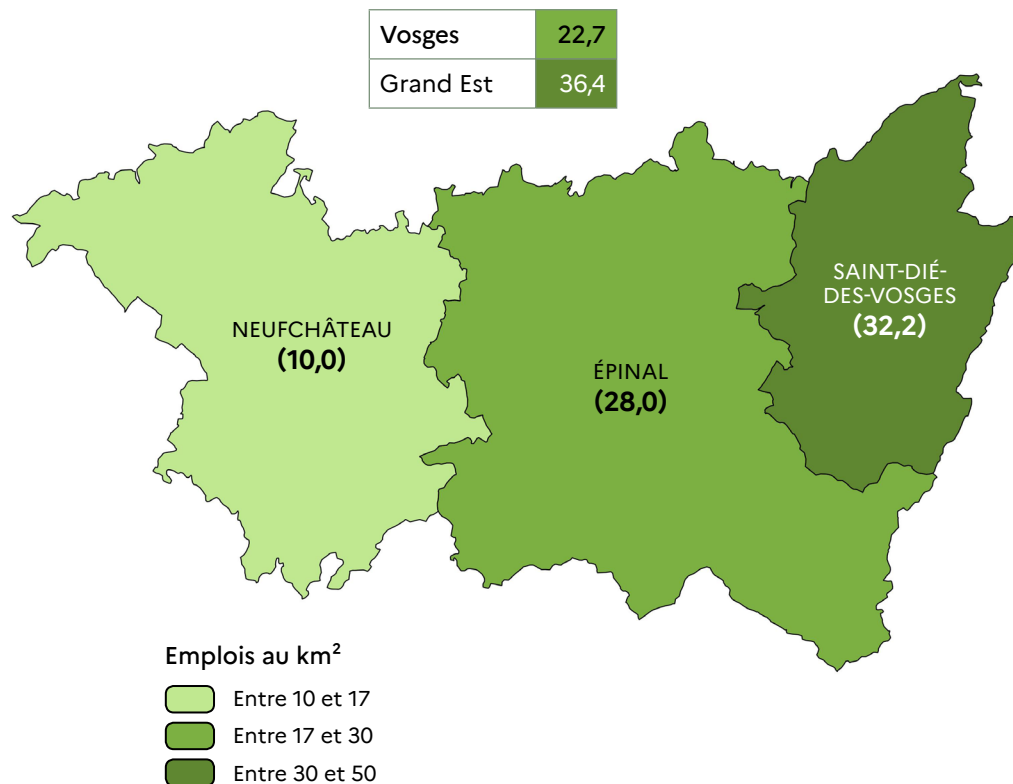 Vosges 22,7
Grand Est 36,4
SAINT-DIÉ-
DES-VOSGES
(32,2)
NEUFCHÂTEAU
(10,0)
ÉPINAL
(28,0)
Emplois au km²
Entre 10 et 17
Entre 17 et 30
Entre 30 et 50